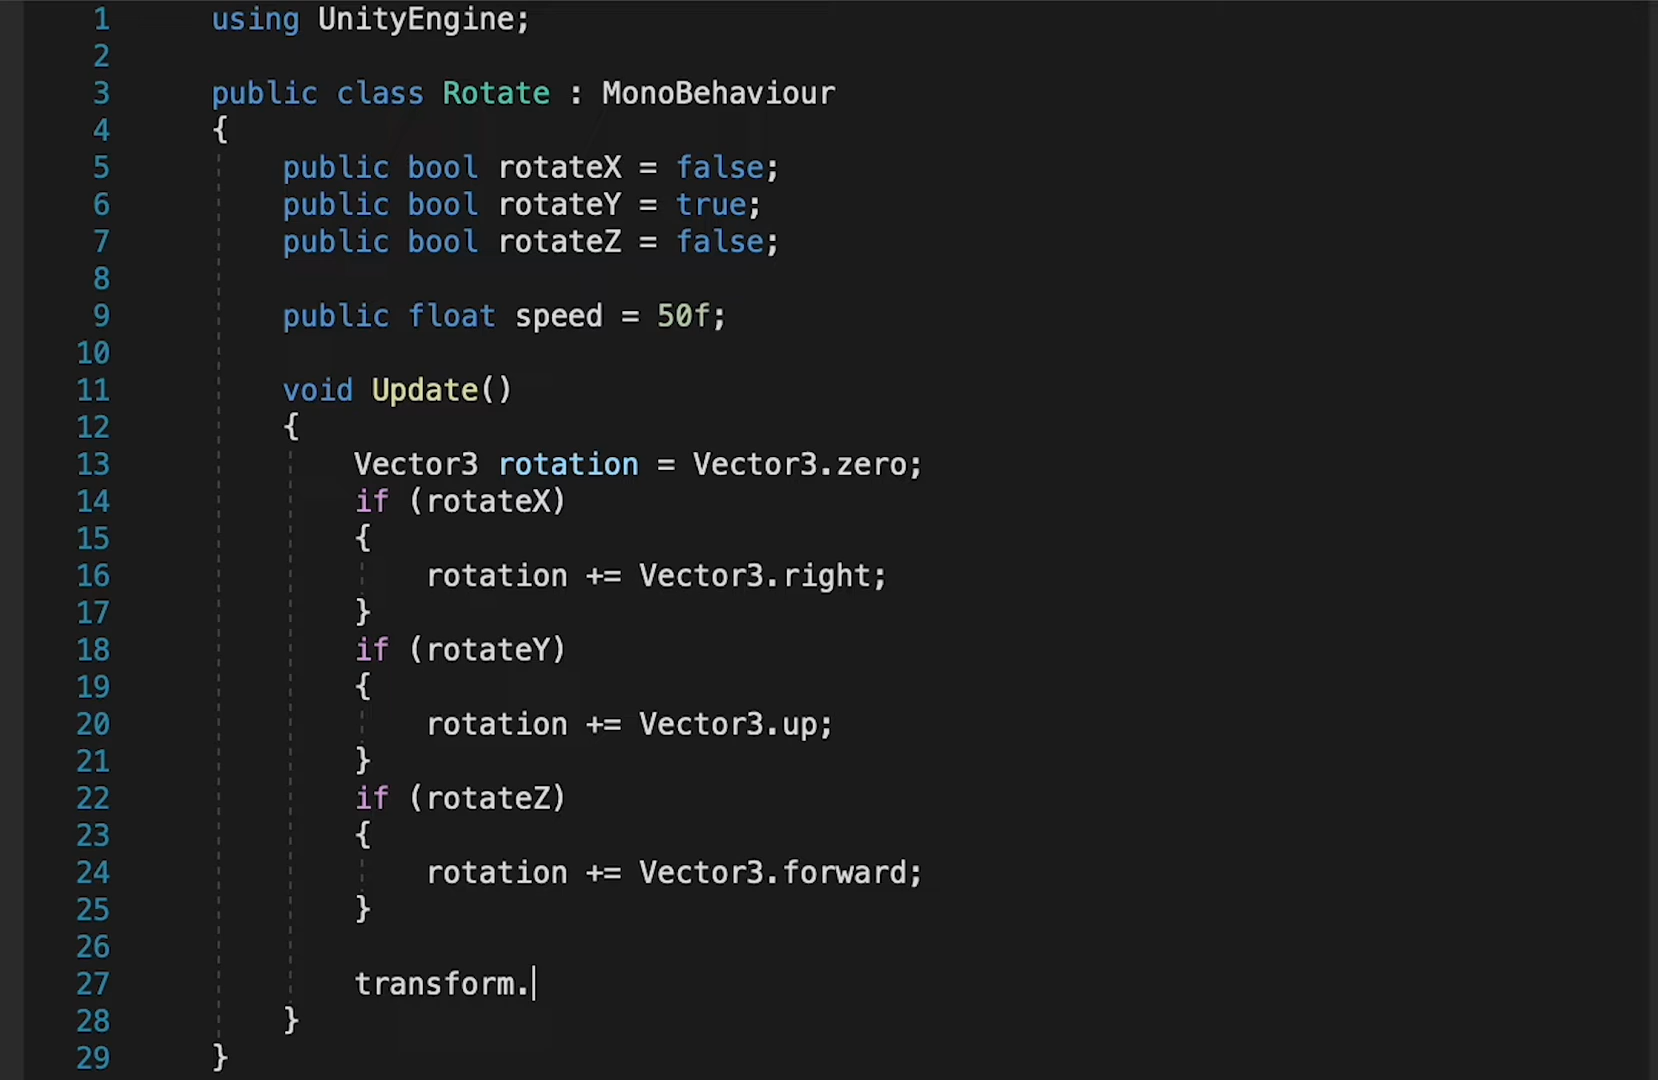 1 using UnityEngine;
2
3 public class Rotate : MonoBehaviour
4 {
5 public bool rotateX = false;
6 public bool rotateY = true;
7 public bool rotateZ = false;
8
9 public float speed = 50f;
10
11 void Update()
12 {
13 Vector3 rotation = Vector3.zero;
14 if (rotateX)
15 {
16 rotation += Vector3.right;
17 }
18 if (rotateY)
19 {
20 rotation += Vector3.up;
21 }
22 if (rotateZ)
23 {
24 rotation += Vector3.forward;
25 }
26
27 transform.
28 }
29 }